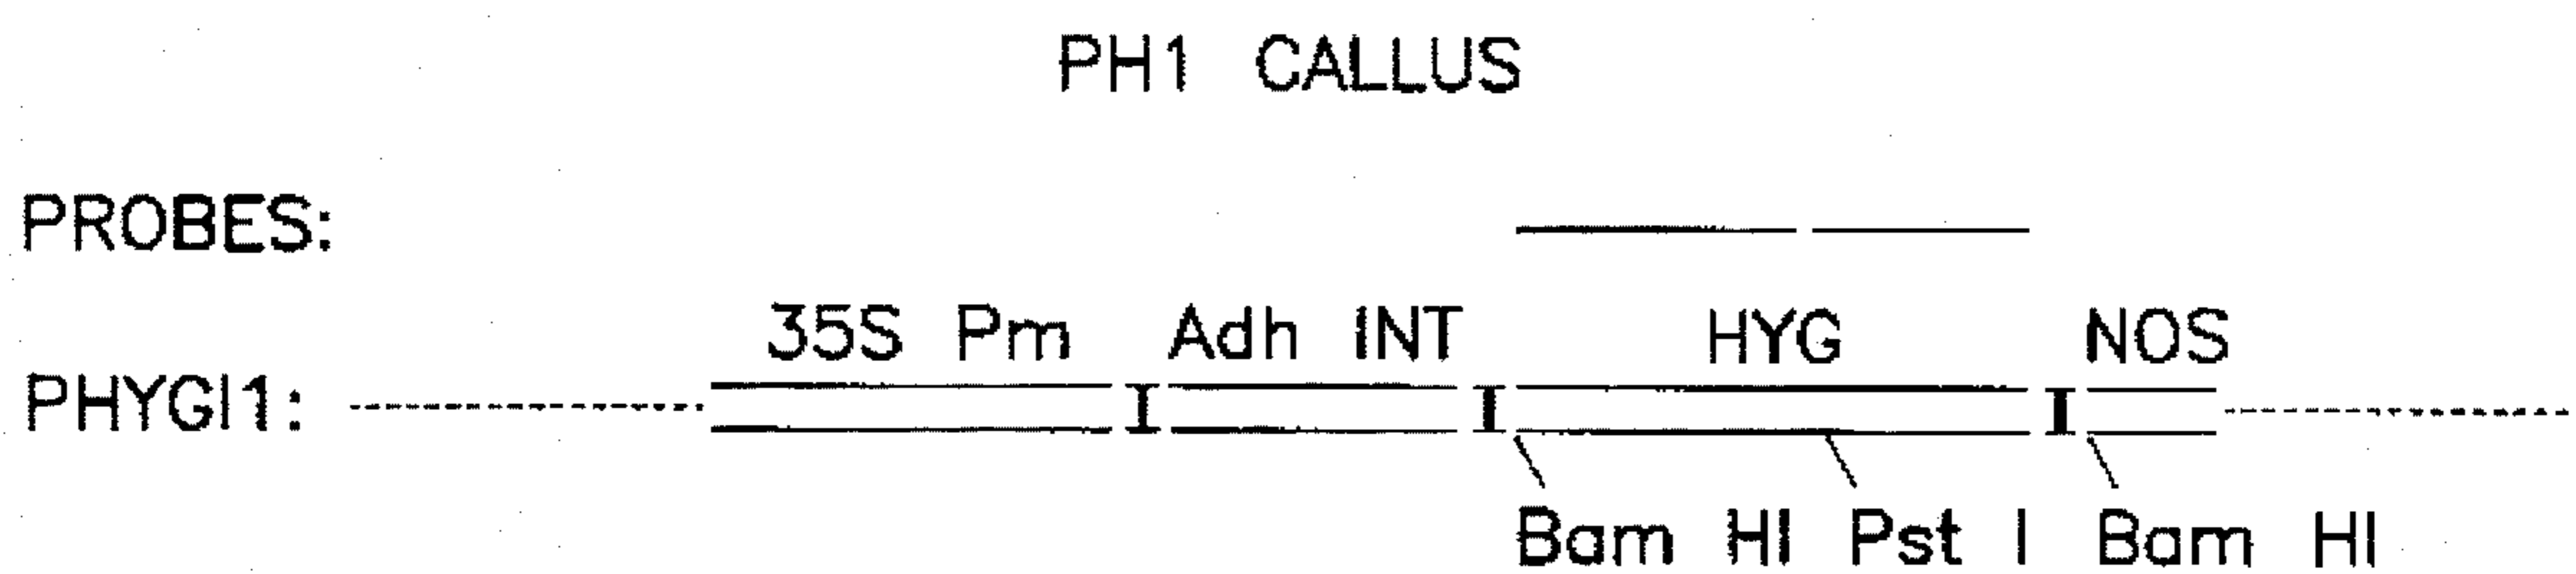 PH1 CALLUS
PROBES:
35S Pm Adh INT HYG NOS
PHYGI1:
Bam HI Pst I Bam HI